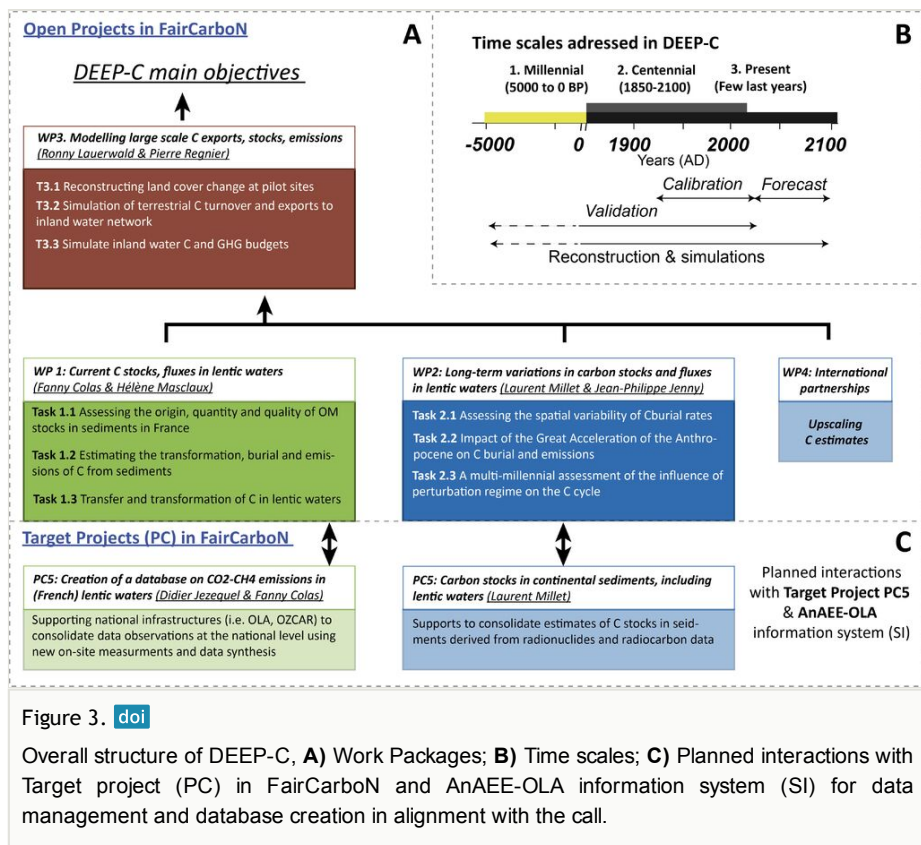 Open Projects in FairCarboN
A
DEEP-C main objectives
WP3. Modelling large scale C exports, stocks, emissions
(Ronny Lauerwald & Pierre Regnier)
T3.1 Reconstructing land cover change at pilot sites
T3.2 Simulation of terrestrial C turnover and exports to
inland water network
T3.3 Simulate inland water C and GHG budgets
B
Time scales adressed in DEEP-C
1. Millennial
(5000 to 0 BP)
2. Centennial
(1850-2100)
3. Present
(Few last years)
-5000 0 1900 2000 2100
Years (AD)
Calibration Forecast
Validation
Reconstruction & simulations
WP 1: Current C stocks, fluxes in lentic waters
(Fanny Colas & Hélène Masclaux)
Task 1.1 Assessing the origin, quantity and quality of OM
stocks in sediments in France
Task 1.2 Estimating the transformation, burial and emis-
sions of C from sediments
Task 1.3 Transfer and transformation of C in lentic waters
WP2: Long-term variations in carbon stocks and fluxes
in lentic waters (Laurent Millet & Jean-Philippe Jenny)
Task 2.1 Assessing the spatial variability of Cburial rates
Task 2.2 Impact of the Great Acceleration of the Anthro-
pocene on C burial and emissions
Task 2.3 A multi-millennial assessment of the influence of
perturbation regime on the C cycle
WP4: International
partnerships
Upscaling
C estimates
Target Projects (PC) in FairCarboN
C
PC5: Creation of a database on CO2-CH4 emissions in
(French) lentic waters (Didier Jezequel & Fanny Colas)
Supporting national infrastructures (i.e. OLA, OZCAR) to
consolidate data observations at the national level using
new on-site measurments and data synthesis
PC5: Carbon stocks in continental sediments, including
lentic waters (Laurent Millet)
Supports to consolidate estimates of C stocks in seid-
ments derived from radionuclides and radiocarbon data
Planned interactions
with Target Project PC5
& AnAEE-OLA
information system (SI)
Figure 3. doi
Overall structure of DEEP-C, A) Work Packages; B) Time scales; C) Planned interactions with
Target project (PC) in FairCarboN and AnAEE-OLA information system (SI) for data
management and database creation in alignment with the call.